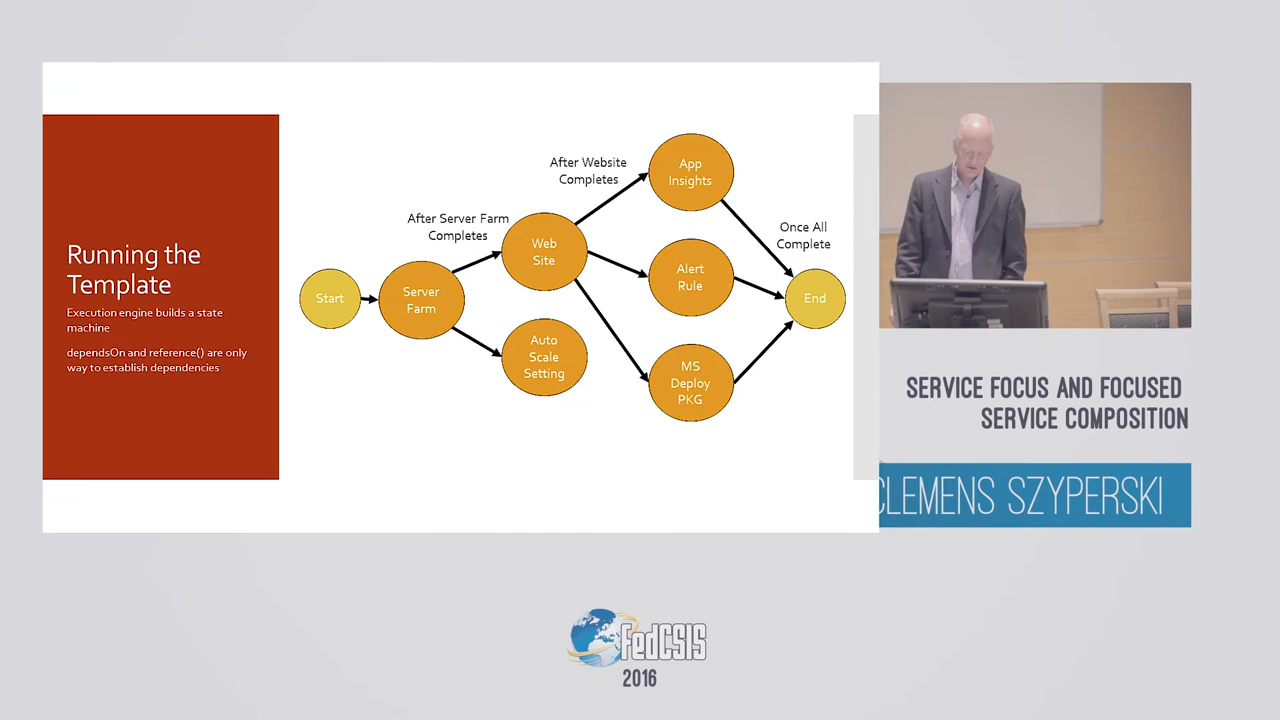 Running the
Template
Execution engine builds a state
machine
dependsOn and reference() are only
way to establish dependencies
Start
Server
Farm
After Server Farm
Completes
Web
Site
Auto
Scale
Setting
After Website
Completes
App
Insights
Alert
Rule
MS
Deploy
PKG
Once All
Complete
End
SERVICE FOCUS AND FOCUSED
SERVICE COMPOSITION
CLEMENS SZYPERSKI
FedCSIS
2016